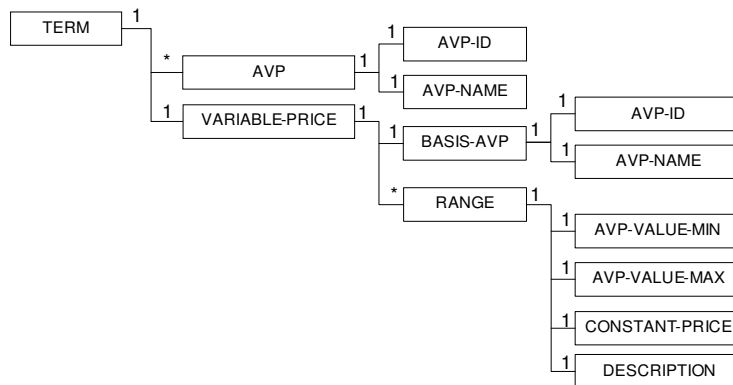 TERM 1
* AVP 1
1 AVP-ID
1 AVP-NAME
1 VARIABLE-PRICE 1
1 BASIS-AVP 1
1 AVP-ID
1 AVP-NAME
* RANGE 1
1 AVP-VALUE-MIN
1 AVP-VALUE-MAX
1 CONSTANT-PRICE
1 DESCRIPTION